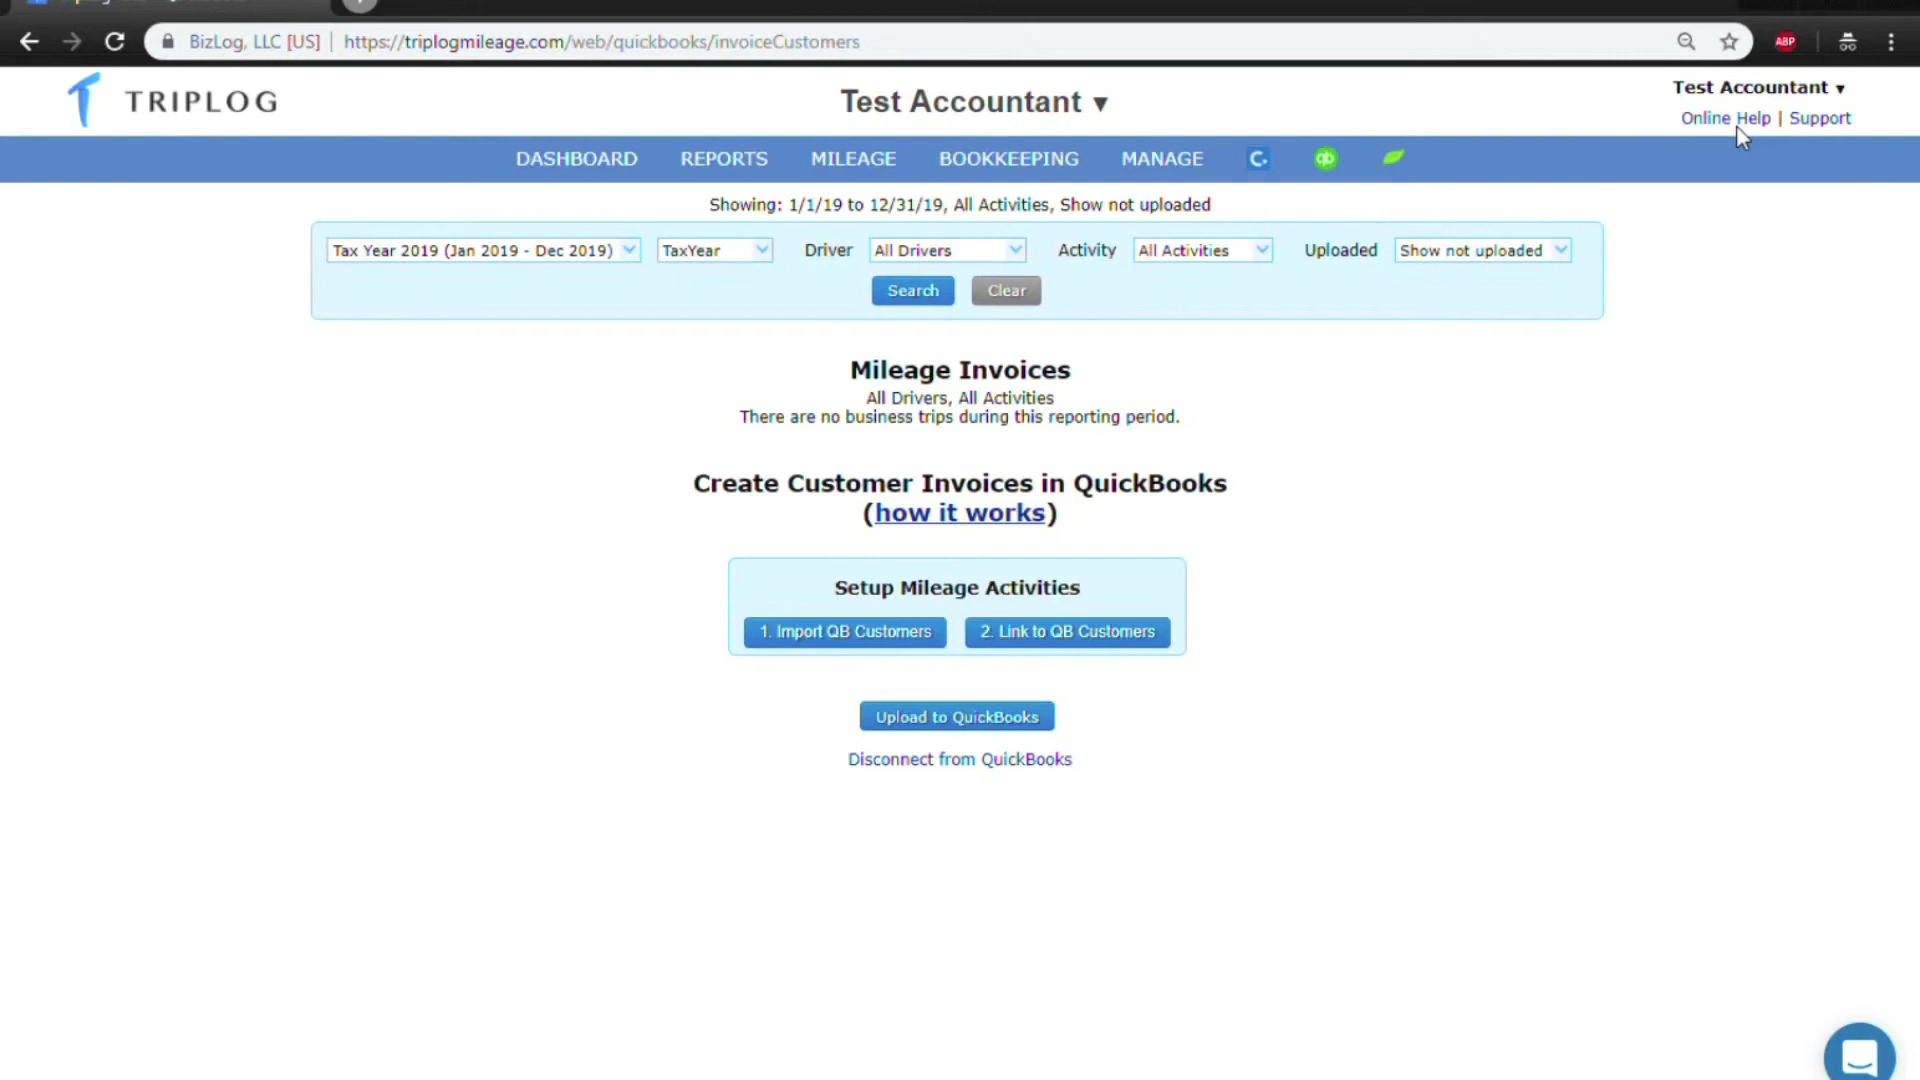 BizLog, LLC [US] | https://triplogmileage.com/web/quickbooks/invoiceCustomers
ABP
TRIPLOG
Test Accountant ▾
Test Accountant ▾
Online Help | Support
DASHBOARD REPORTS MILEAGE BOOKKEEPING MANAGE C. qb
Showing: 1/1/19 to 12/31/19, All Activities, Show not uploaded
Tax Year 2019 (Jan 2019 - Dec 2019) TaxYear Driver All Drivers Activity All Activities Uploaded Show not uploaded
Search Clear
Mileage Invoices
All Drivers, All Activities
There are no business trips during this reporting period.
Create Customer Invoices in QuickBooks
(how it works)
Setup Mileage Activities
1. Import QB Customers 2. Link to QB Customers
Upload to QuickBooks
Disconnect from QuickBooks